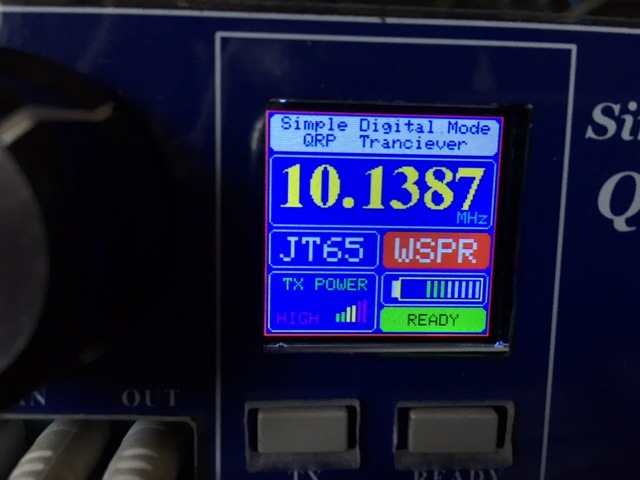 Simple Digital Mode
QRP Tranciever
10.1387
MHz
JT65
WSPR
TX POWER
HIGH
READY
OUT
TX
READY